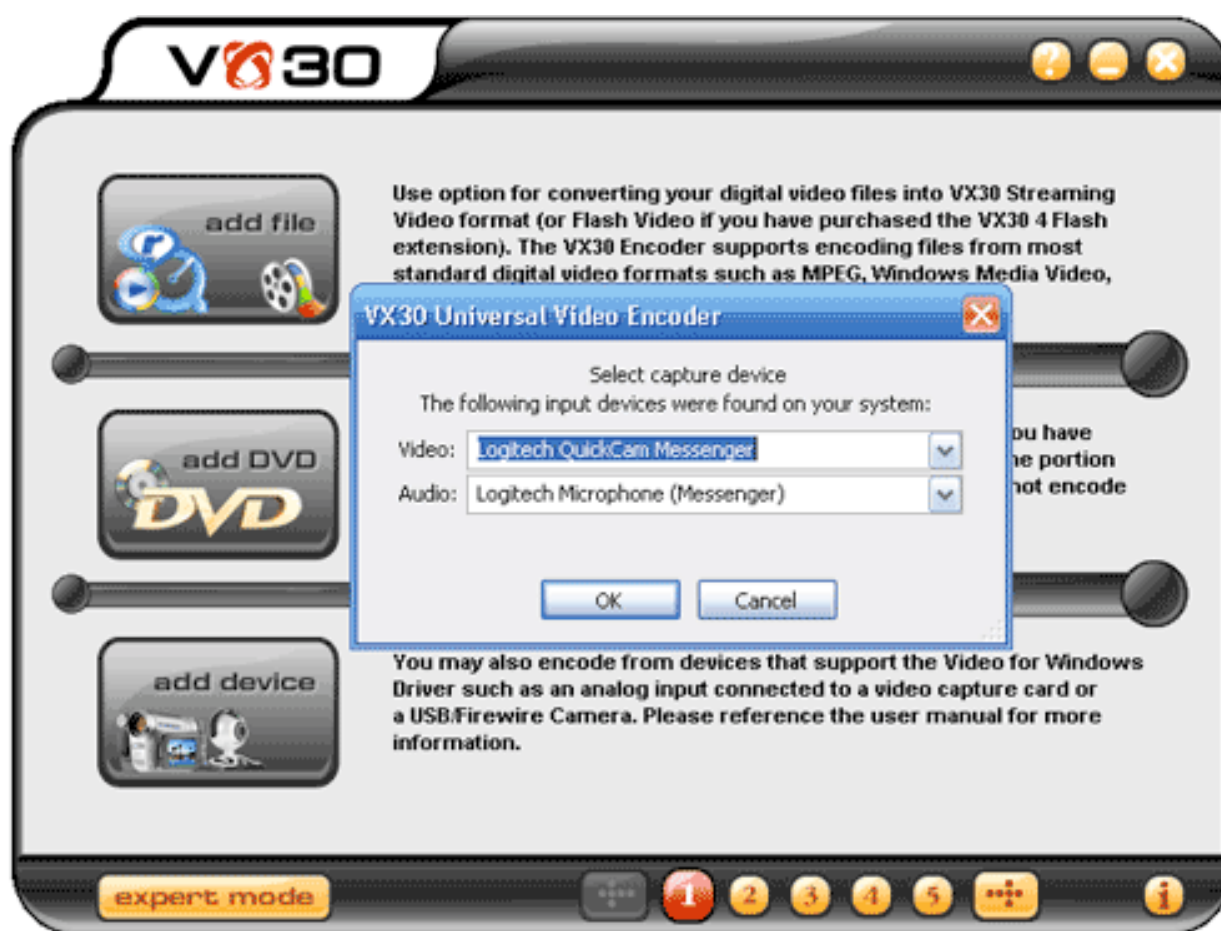 VX30
?
add file
Use option for converting your digital video files into VX30 Streaming
Video format (or Flash Video if you have purchased the VX30 4 Flash
extension). The VX30 Encoder supports encoding files from most
standard digital video formats such as MPEG, Windows Media Video,
VX30 Universal Video Encoder
Select capture device
The following input devices were found on your system:
Video: Logitech QuickCam Messenger
Audio: Logitech Microphone (Messenger)
OK Cancel
add DVD
DVD
ou have
portion
not encode
add device
You may also encode from devices that support the Video for Windows
Driver such as an analog input connected to a video capture card or
a USB/Firewire Camera. Please reference the user manual for more
information.
expert mode
1 2 3 4 5
i